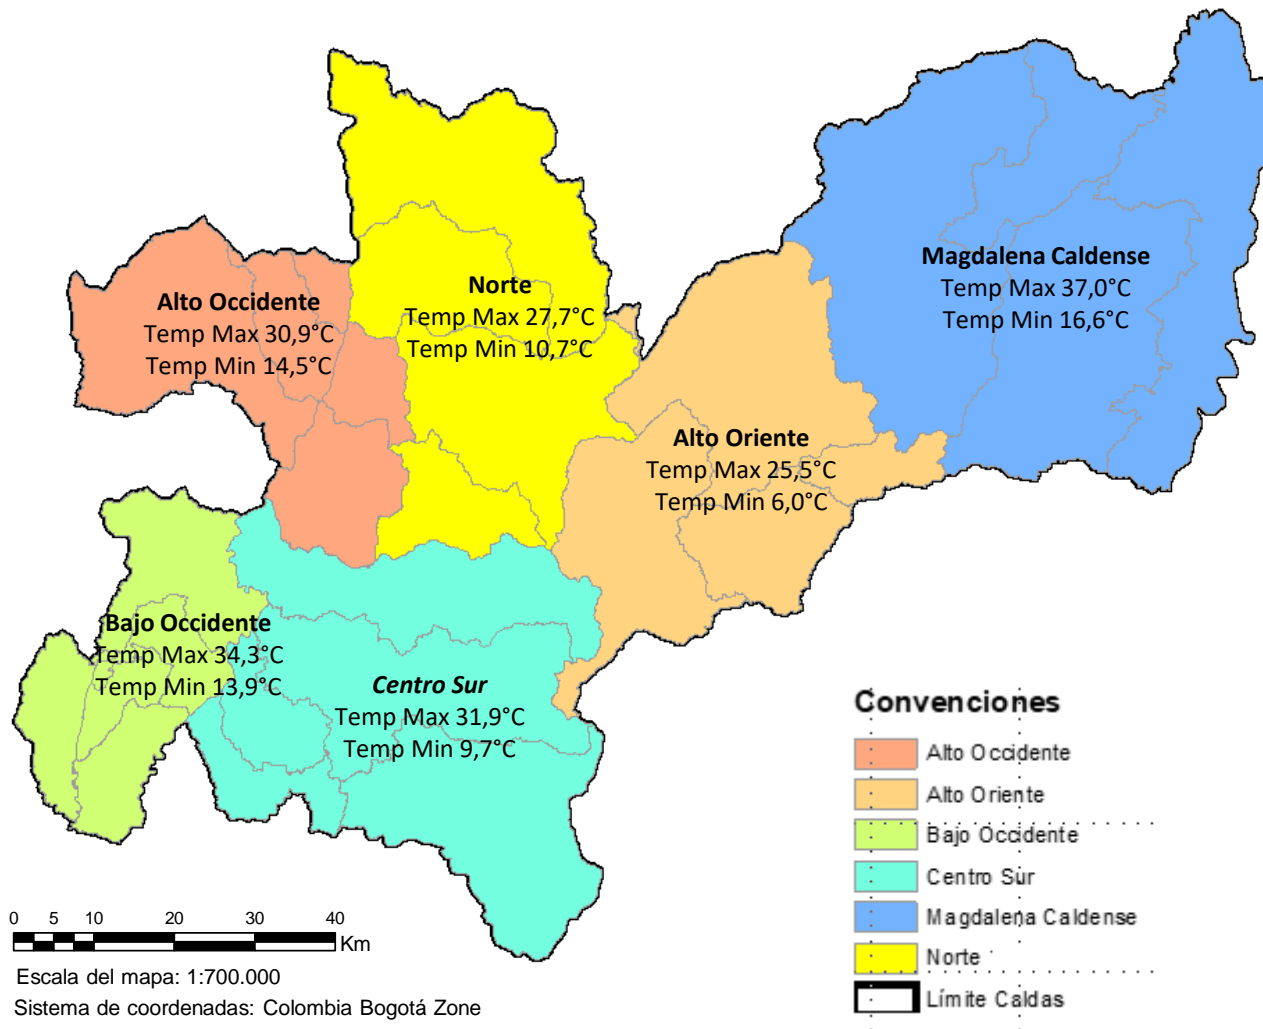 Magdalena Caldense
Temp Max 37,0°C
Temp Min 16,6°C
Norte
Temp Max 27,7°C
Temp Min 10,7°C
Alto Occidente
Temp Max 30,9°C
Temp Min 14,5°C
Alto Oriente
Temp Max 25,5°C
Temp Min 6,0°C
Bajo Occidente
Temp Max 34,3°C
Temp Min 13,9°C
Centro Sur
Temp Max 31,9°C
Temp Min 9,7°C
Convenciones
Alto Occidente
Alto Oriente
Bajo Occidente
Centro Sur
Magdalena Caldense
Norte
Límite Caldas
0 5 10 20 30 40
Km
Escala del mapa: 1:700.000
Sistema de coordenadas: Colombia Bogotá Zone